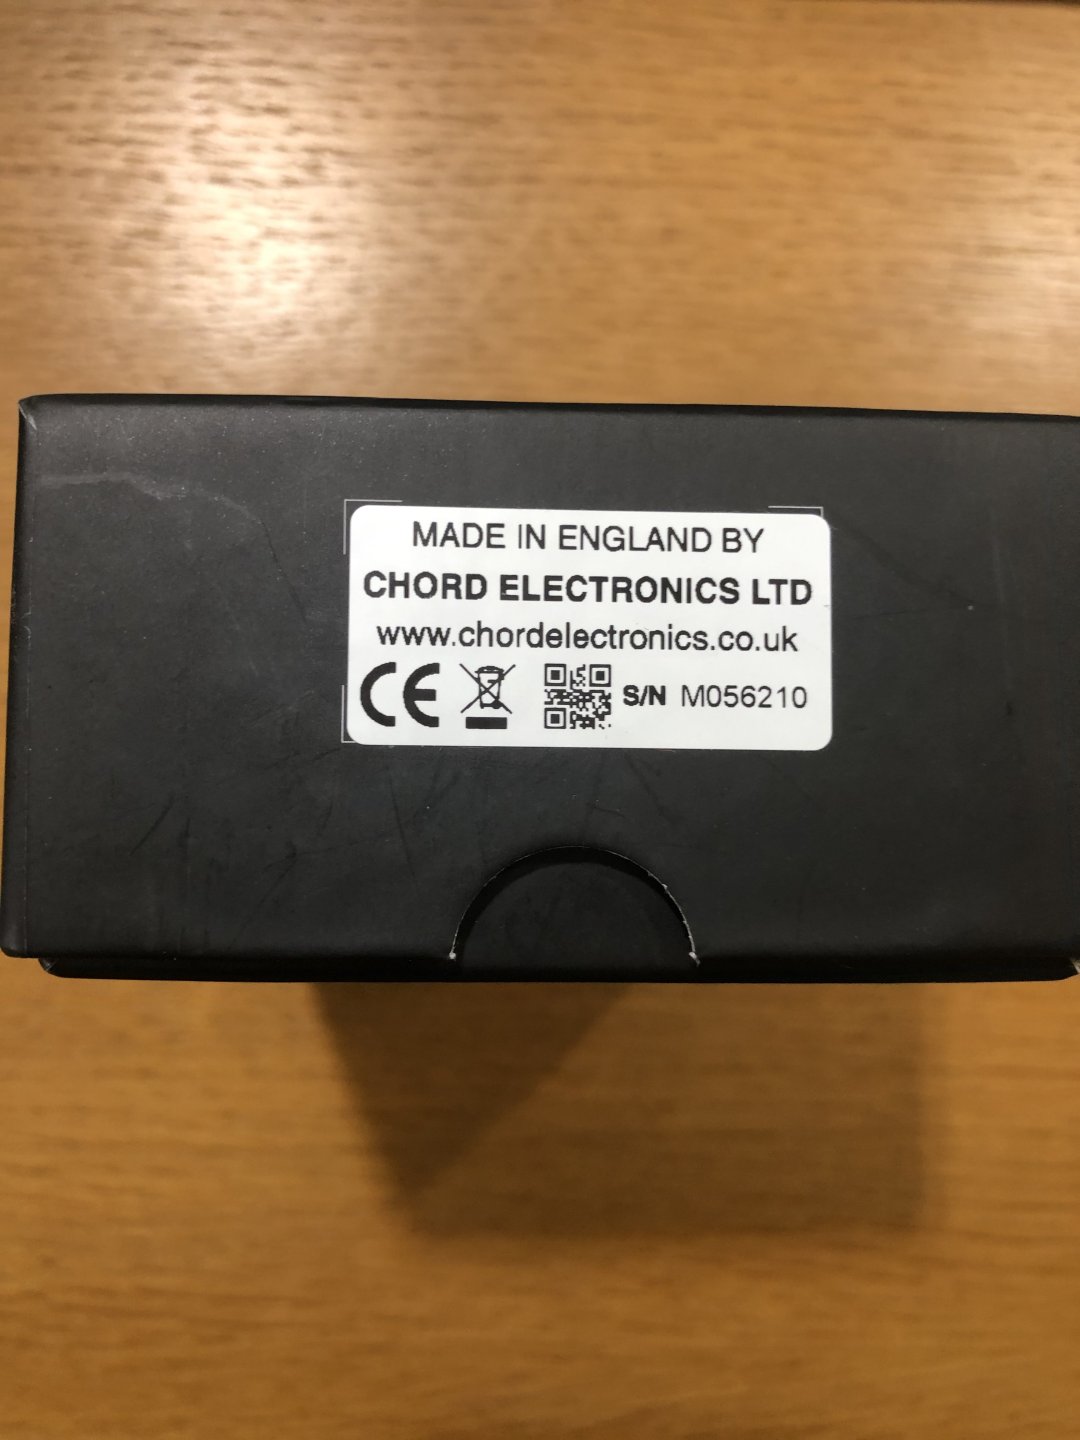 MADE IN ENGLAND BY
CHORD ELECTRONICS LTD
www.chordelectronics.co.uk
CE S/N M056210